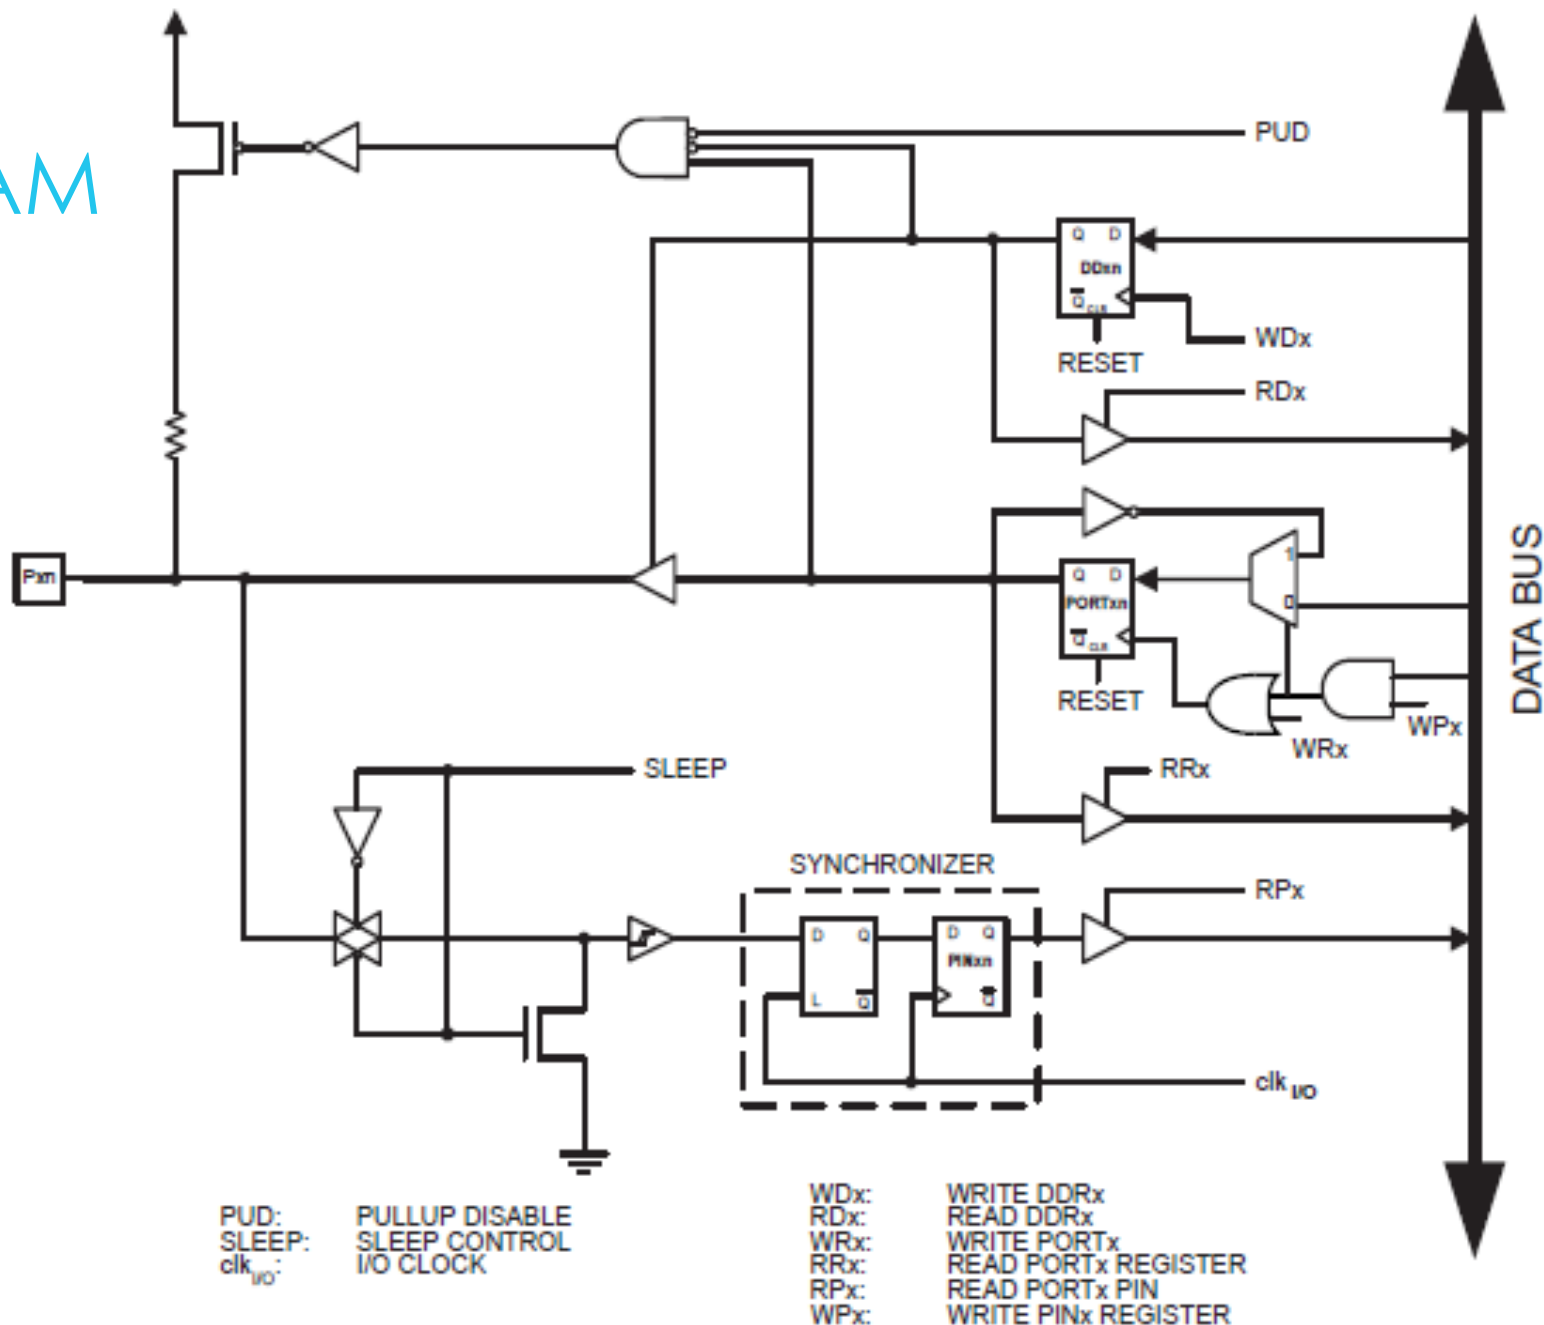 PUD
AM
Q D
DDxn
Q CLR
WDx
RESET
RDx
1
Pxn
Q D
0
PORTxn
Q CLR
DATA BUS
RESET
WPx
WRx
SLEEP
RRx
SYNCHRONIZER
RPx
D Q
D Q
PINxn
L Q
Q
clk I/O
PUD: PULLUP DISABLE
SLEEP: SLEEP CONTROL
clk I/O: I/O CLOCK
WDx: WRITE DDRx
RDx: READ DDRx
WRx: WRITE PORTx
RRx: READ PORTx REGISTER
RPx: READ PORTx PIN
WPx: WRITE PINx REGISTER